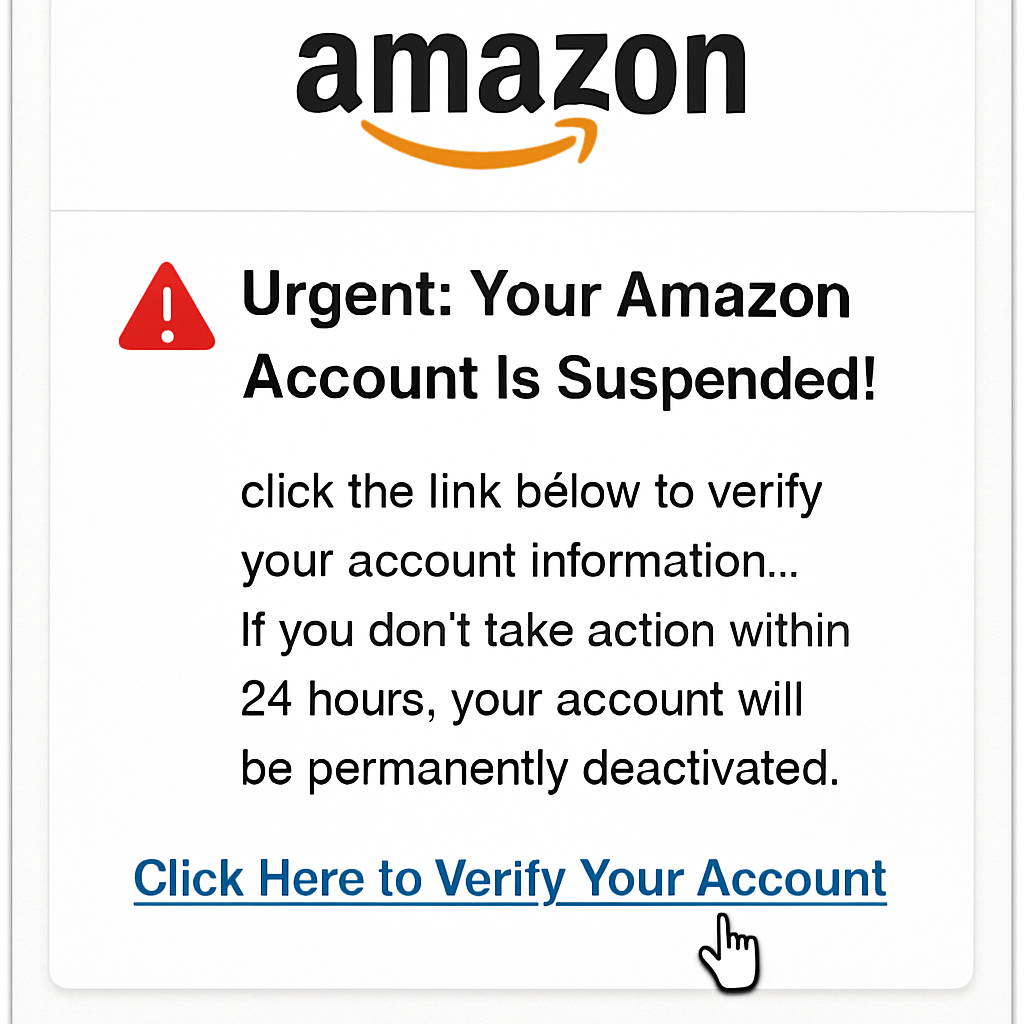 amazon
Urgent: Your Amazon
Account Is Suspended!
click the link bélow to verify
your account information...
If you don't take action within
24 hours, your account will
be permanently deactivated.
Click Here to Verify Your Account